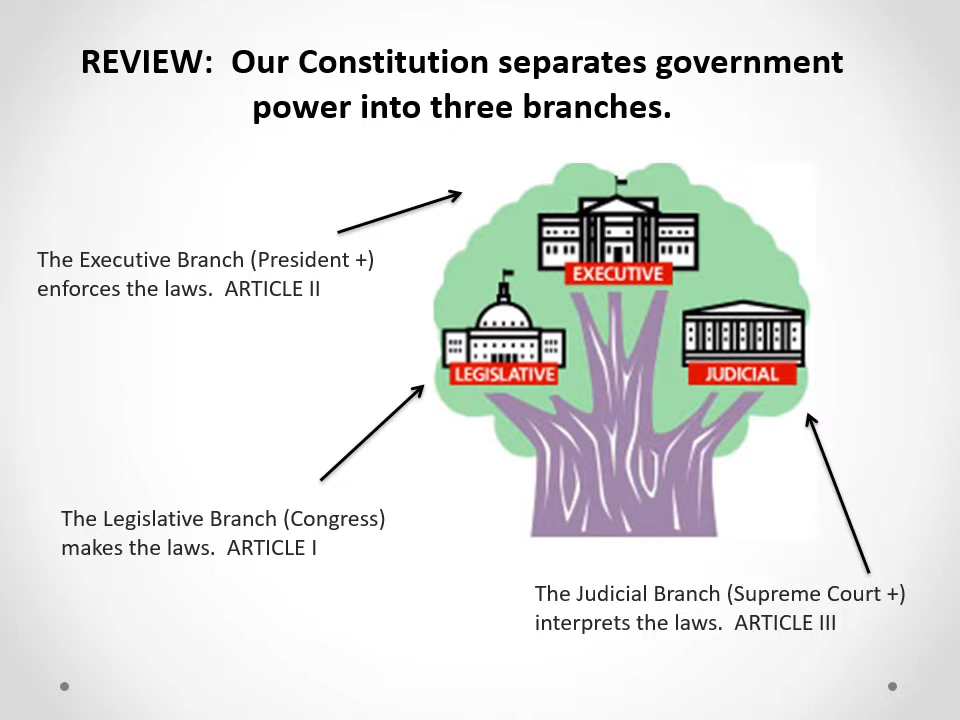 REVIEW:  Our Constitution separates government
power into three branches.
The Executive Branch (President +)
enforces the laws.  ARTICLE II
EXECUTIVE
LEGISLATIVE
JUDICIAL
The Legislative Branch (Congress)
makes the laws.  ARTICLE I
The Judicial Branch (Supreme Court +)
interprets the laws.  ARTICLE III